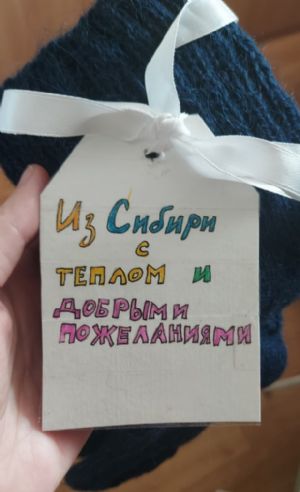 Из Сибири
с
теплом и
добрыми
пожеланиями